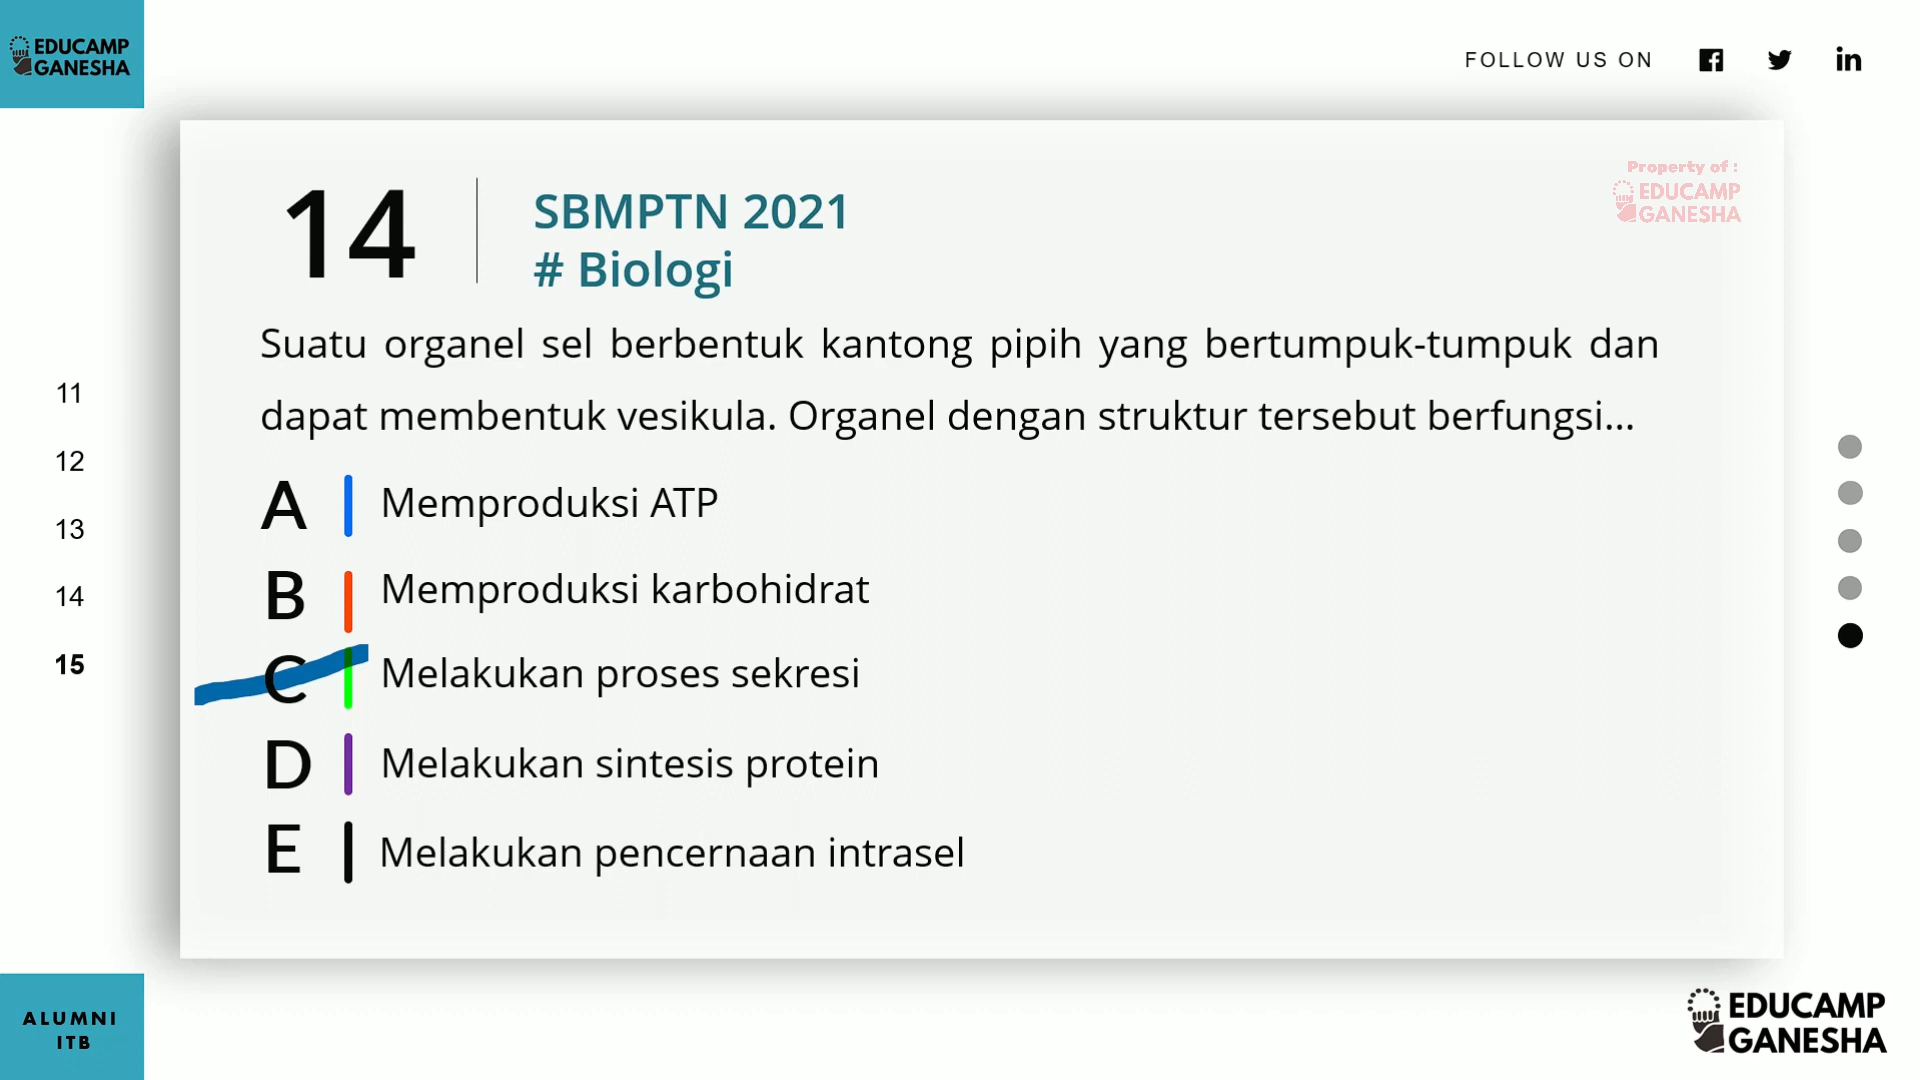 EDUCAMP
GANESHA
FOLLOW US ON
Property of :
EDUCAMP
GANESHA
14
SBMPTN 2021
# Biologi
Suatu organel sel berbentuk kantong pipih yang bertumpuk-tumpuk dan
dapat membentuk vesikula. Organel dengan struktur tersebut berfungsi...
A Memproduksi ATP
B Memproduksi karbohidrat
C Melakukan proses sekresi
D Melakukan sintesis protein
E Melakukan pencernaan intrasel
11
12
13
14
15
ALUMNI
ITB
EDUCAMP
GANESHA